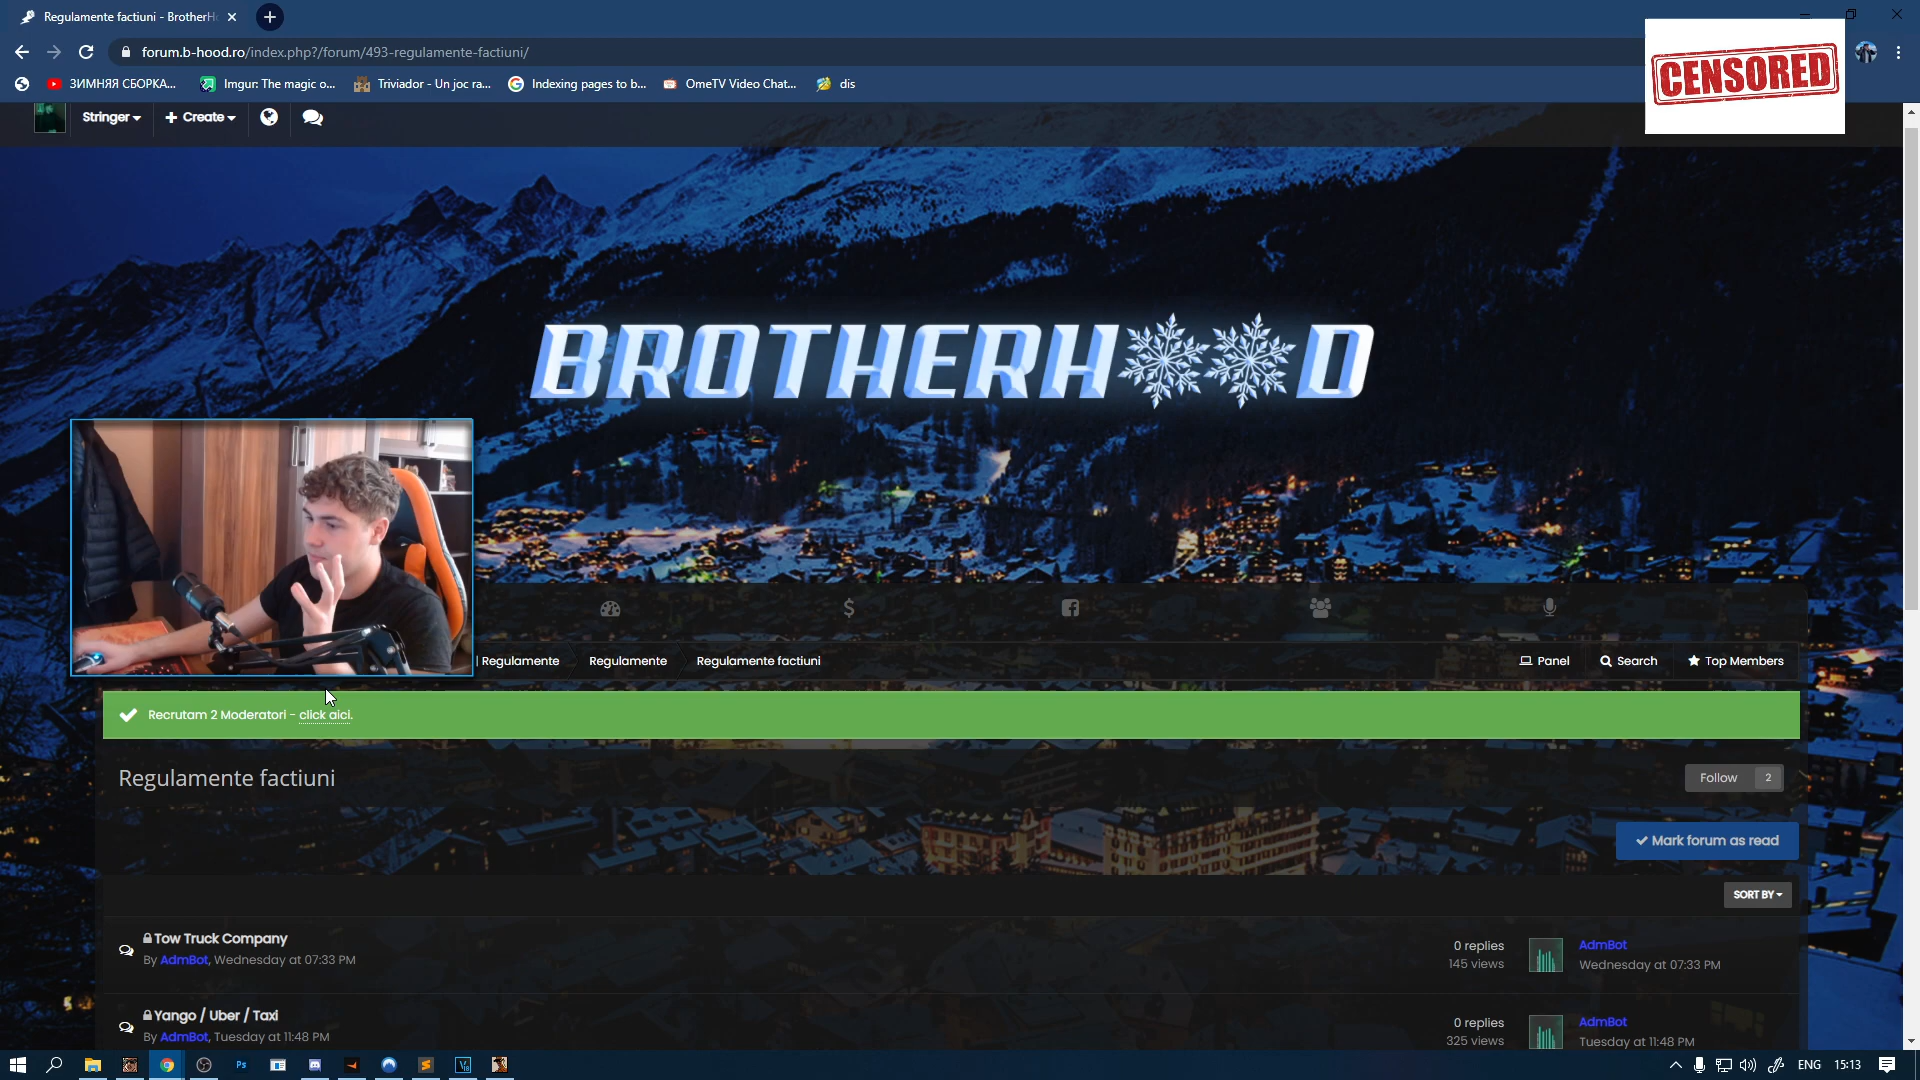 Regulamente factiuni - BrotherH
forum.b-hood.ro/index.php?/forum/493-regulamente-factiuni/
ЗИМНЯЯ СБОРКА...
Imgur: The magic o...
Triviador - Un joc ra...
Indexing pages to b...
OmeTV Video Chat...
dis
CENSORED
Stringer
Create
BROTHERHOOD
| Regulamente
Regulamente
Regulamente factiuni
Panel
Search
Top Members
Recrutam 2 Moderatori - click aici.
Regulamente factiuni
Follow 2
Mark forum as read
SORT BY
Tow Truck Company
By AdmBot, Wednesday at 07:33 PM
0 replies
145 views
AdmBot
Wednesday at 07:33 PM
Yango / Uber / Taxi
By AdmBot, Tuesday at 11:48 PM
0 replies
325 views
AdmBot
Tuesday at 11:48 PM
Ps
ENG
15:13